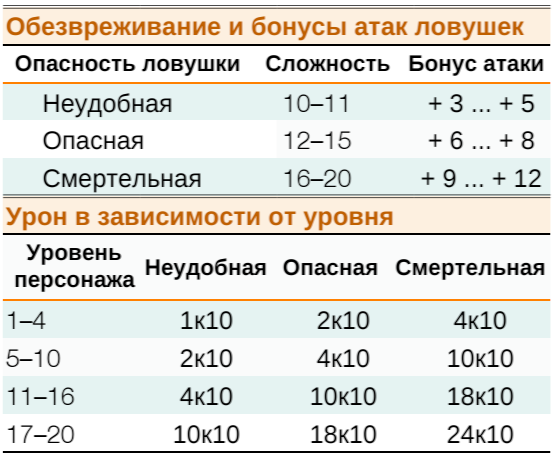 Обезвреживание и бонусы атак ловушек
Опасность ловушки Сложность Бонус атаки
Неудобная 10–11 + 3 ... + 5
Опасная 12–15 + 6 ... + 8
Смертельная 16–20 + 9 ... + 12
Урон в зависимости от уровня
Уровень персонажа Неудобная Опасная Смертельная
1–4 1к10 2к10 4к10
5–10 2к10 4к10 10к10
11–16 4к10 10к10 18к10
17–20 10к10 18к10 24к10